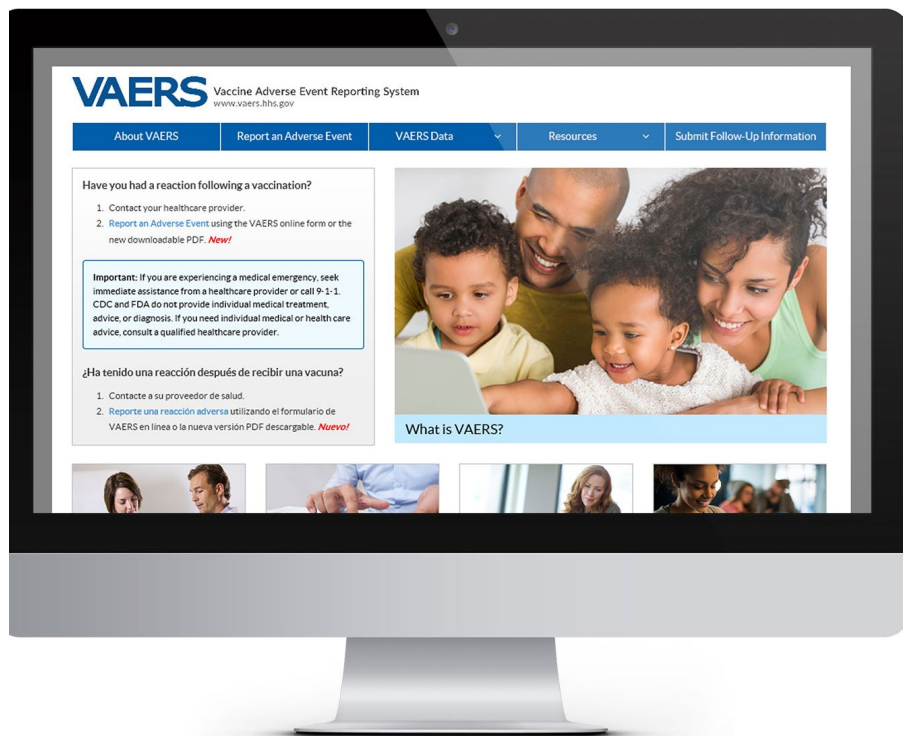 VAERS Vaccine Adverse Event Reporting System
www.vaers.hhs.gov
About VAERS Report an Adverse Event VAERS Data Resources Submit Follow-Up Information
Have you had a reaction following a vaccination?
1. Contact your healthcare provider.
2. Report an Adverse Event using the VAERS online form or the
new downloadable PDF. New!
Important: If you are experiencing a medical emergency, seek
immediate assistance from a healthcare provider or call 9-1-1.
CDC and FDA do not provide individual medical treatment,
advice, or diagnosis. If you need individual medical or health care
advice, consult a qualified healthcare provider.
¿Ha tenido una reacción después de recibir una vacuna?
1. Contacte a su proveedor de salud.
2. Reporte una reacción adversa utilizando el formulario de
VAERS en línea o la nueva versión PDF descargable. Nuevo!
What is VAERS?